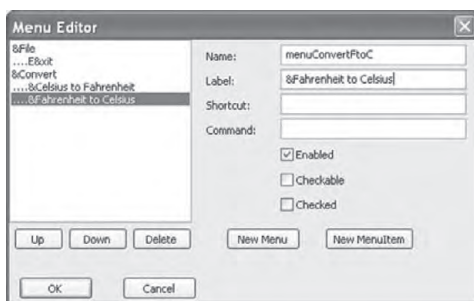 Menu Editor
&File
....E&xit
&Convert
....&Celsius to Fahrenheit
....&Fahrenheit to Celsius
Name: menuConvertFtoC
Label: &Fahrenheit to Celsius
Shortcut:
Command:
Enabled
Checkable
Checked
Up Down Delete New Menu New MenuItem
OK Cancel